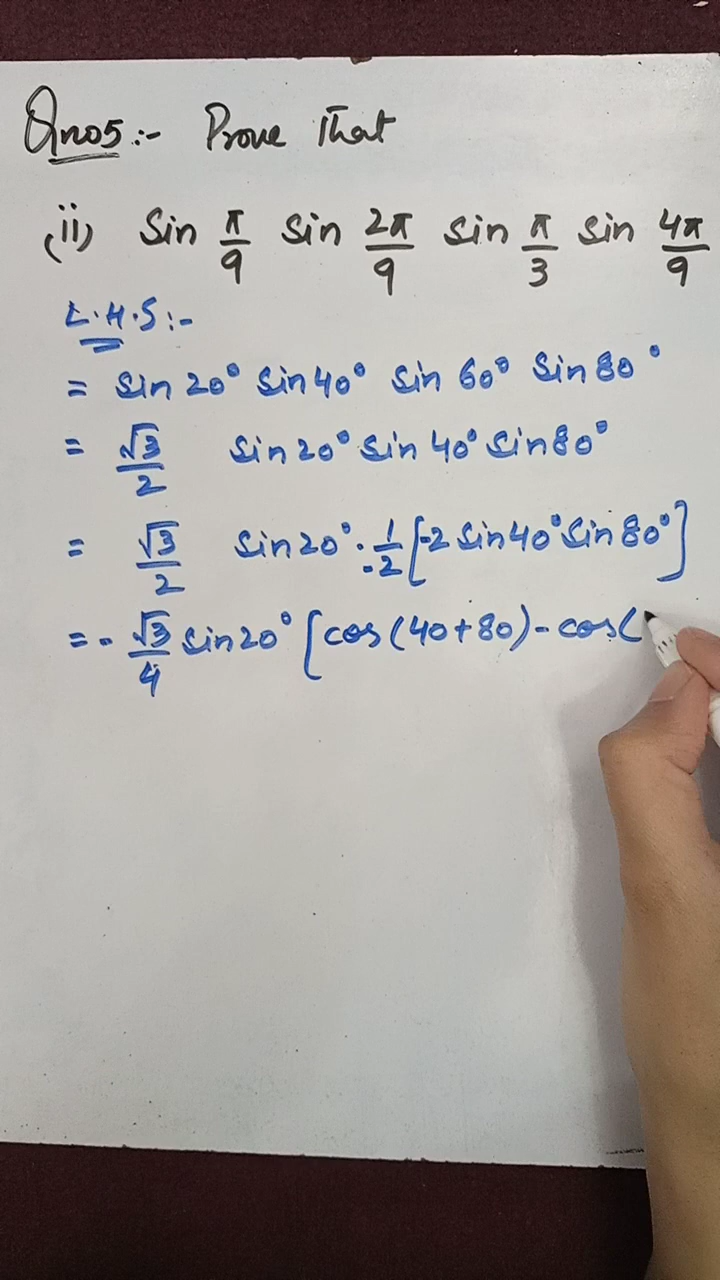 Qno5:- Prove That
(ii) Sin π/9 Sin 2π/9 Sin π/3 Sin 4π/9
L.H.S:-
= Sin 20° Sin 40° Sin 60° Sin 80°
= √3/2 Sin 20° Sin 40° Sin 80°
= √3/2 Sin 20° · 1/-2 [-2 Sin 40° Sin 80°]
= - √3/4 Sin 20° [cos(40+80) - cos(